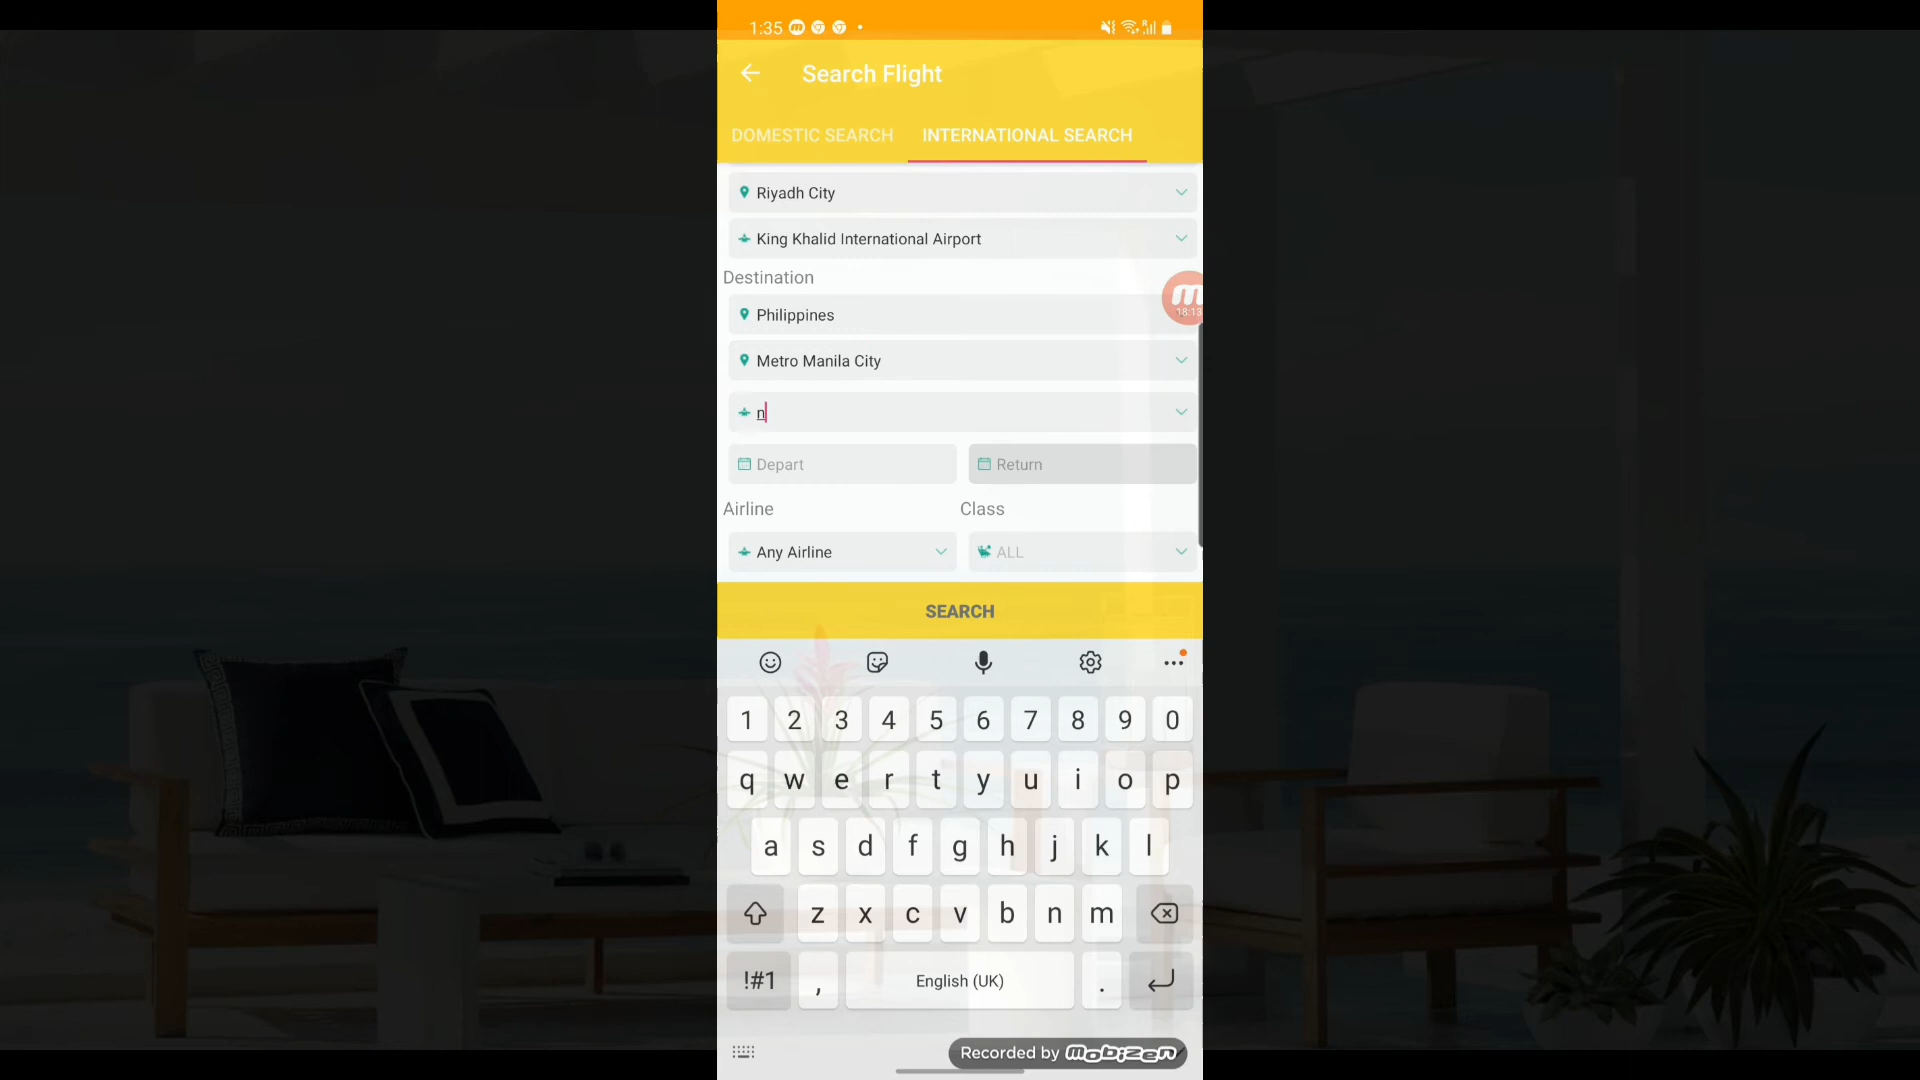 1:35
Search Flight
DOMESTIC SEARCH INTERNATIONAL SEARCH
Riyadh City
King Khalid International Airport
Destination
Philippines
18:13
Metro Manila City
n
Depart Return
Airline Class
Any Airline ALL
SEARCH
1 2 3 4 5 6 7 8 9 0
q w e r t y u i o p
a s d f g h j k l
z x c v b n m
!#1 , English (UK) .
Recorded by mobizen